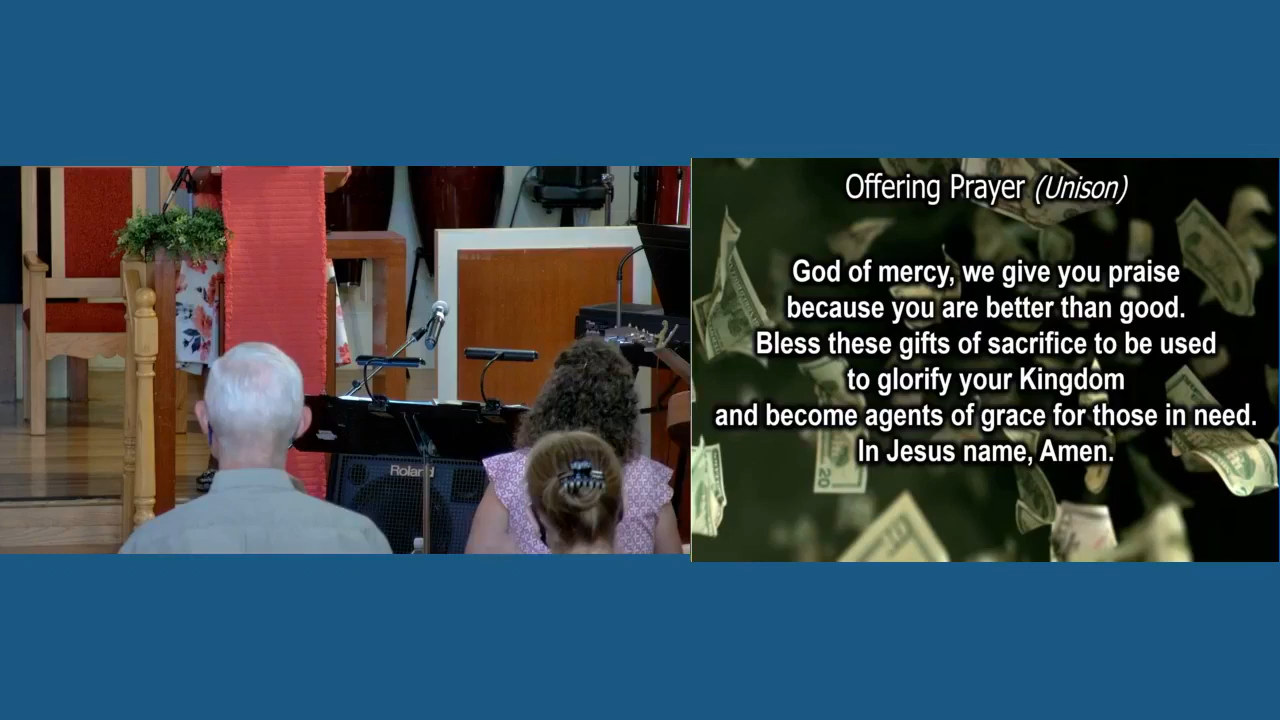 Roland
Offering Prayer (Unison)
God of mercy, we give you praise
because you are better than good.
Bless these gifts of sacrifice to be used
to glorify your Kingdom
and become agents of grace for those in need.
In Jesus name, Amen.
20